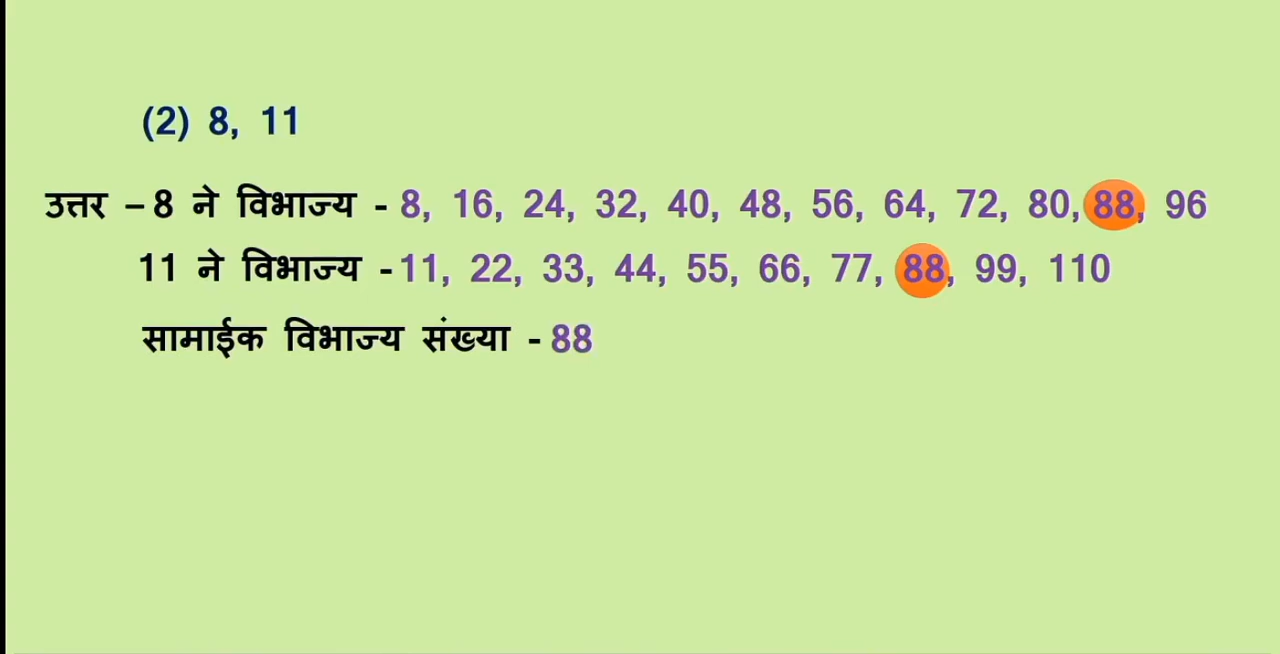 (2) 8, 11
उत्तर – 8 ने विभाज्य - 8, 16, 24, 32, 40, 48, 56, 64, 72, 80, 88, 96
11 ने विभाज्य - 11, 22, 33, 44, 55, 66, 77, 88, 99, 110
सामाईक विभाज्य संख्या - 88